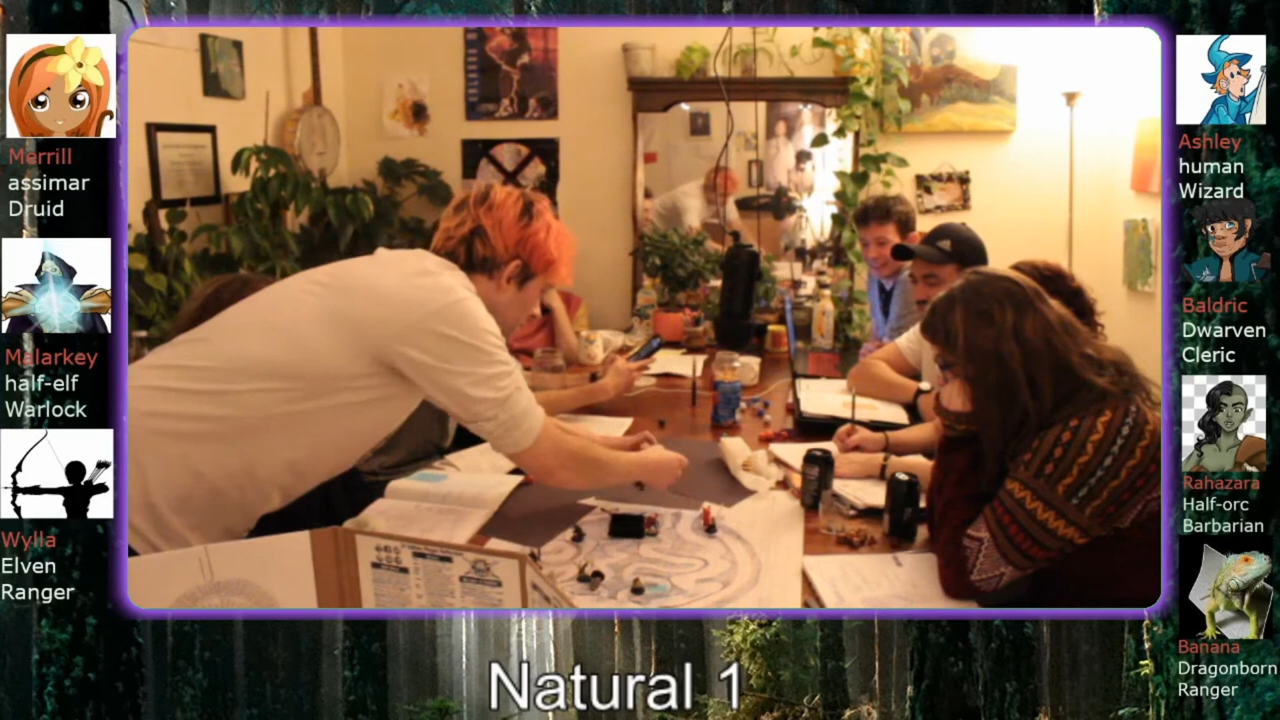 Merrill
assimar
Druid
Malarkey
half-elf
Warlock
Wylla
Elven
Ranger
Ashley
human
Wizard
Baldric
Dwarven
Cleric
Rahazara
Half-orc
Barbarian
Banana
Dragonborn
Ranger
Natural 1